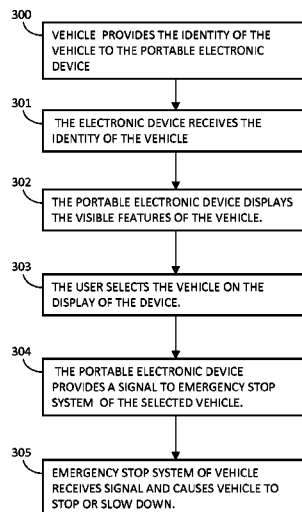 300
VEHICLE PROVIDES THE IDENTITY OF THE
VEHICLE TO THE PORTABLE ELECTRONIC
DEVICE
301
THE ELECTRONIC DEVICE RECEIVES THE
IDENTITY OF THE VEHICLE
302
THE PORTABLE ELECTRONIC DEVICE DISPLAYS
THE VISIBLE FEATURES OF THE VEHICLE.
303
THE USER SELECTS THE VEHICLE ON THE
DISPLAY OF THE DEVICE.
304
THE PORTABLE ELECTRONIC DEVICE
PROVIDES A SIGNAL TO EMERGENCY STOP
SYSTEM OF THE SELECTED VEHICLE.
305
EMERGENCY STOP SYSTEM OF VEHICLE
RECEIVES SIGNAL AND CAUSES VEHICLE TO
STOP OR SLOW DOWN.